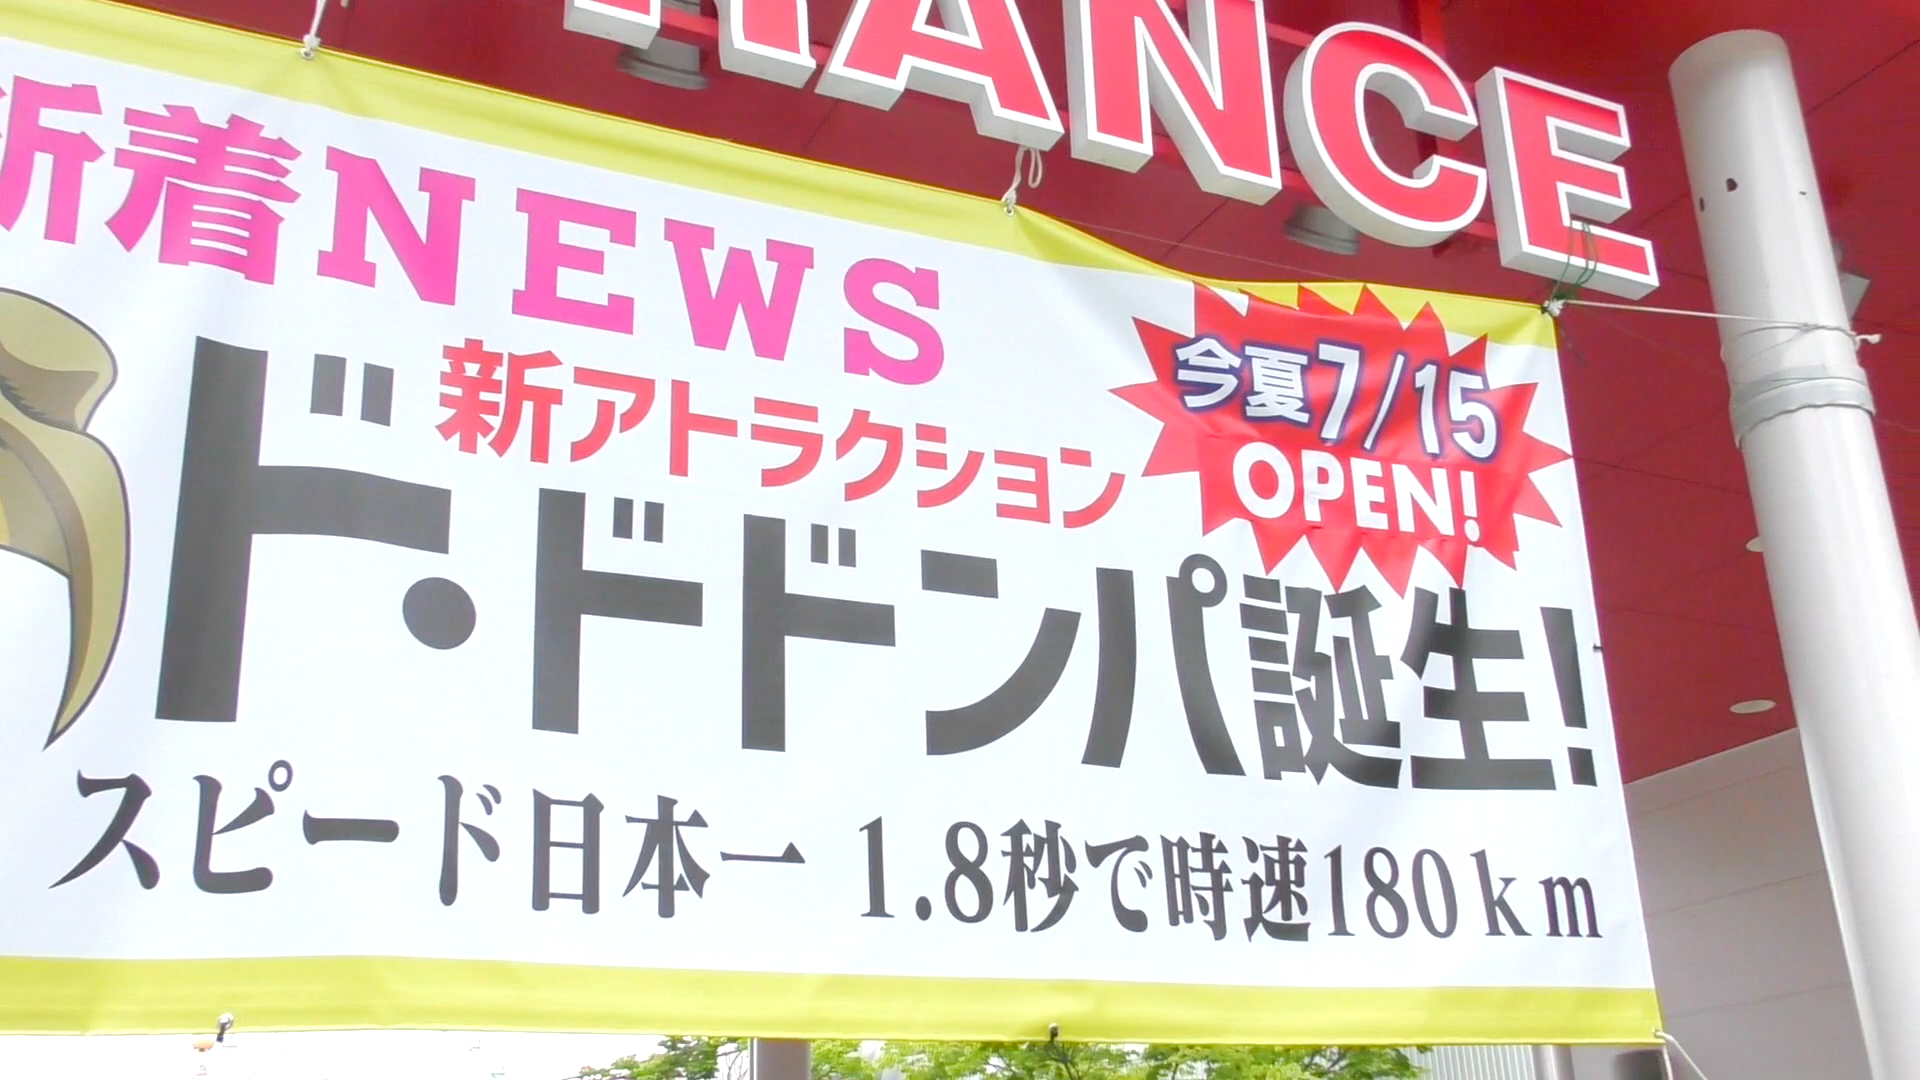 RANCE
新着NEWS
今夏7/15
OPEN!
新アトラクション
ド・ドドンパ誕生!
スピード日本一 1.8秒で時速180km